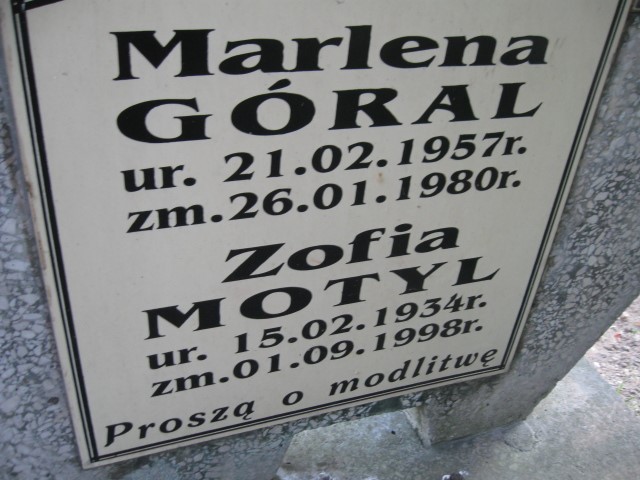 Marlena
GÓRAL
ur. 21.02.1957r.
zm.26.01.1980r.
Zofia
MOTYL
ur. 15.02.1934r.
zm.01.09.1998r.
Proszą o modlitwę